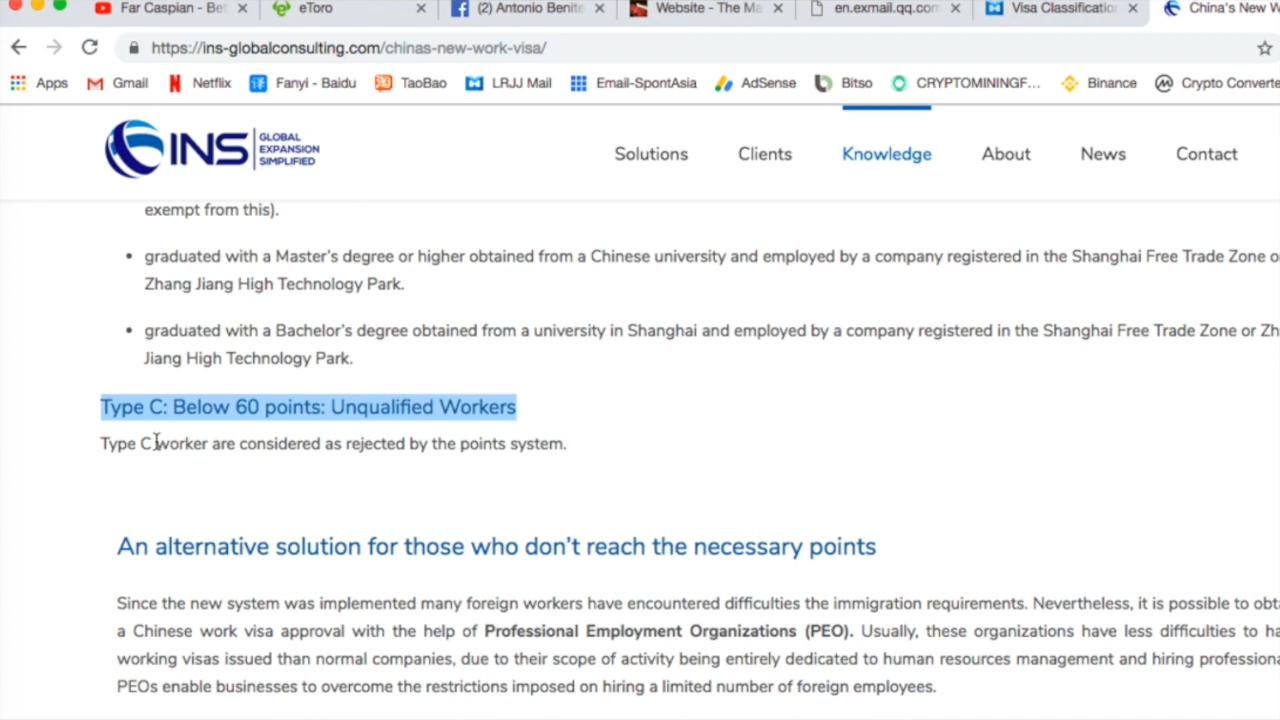 Far Caspian - Be
eToro
(2) Antonio Benite
Website - The Ma
en.exmail.qq.com
Visa Classification
China's New W
https://ins-globalconsulting.com/chinas-new-work-visa/
Apps
Gmail
Netflix
Fanyi - Baidu
TaoBao
LRJJ Mail
Email-SpontAsia
AdSense
Bitso
CRYPTOMININGF...
Binance
Crypto Converte
INS
GLOBAL
EXPANSION
SIMPLIFIED
Solutions
Clients
Knowledge
About
News
Contact
exempt from this).
• graduated with a Master's degree or higher obtained from a Chinese university and employed by a company registered in the Shanghai Free Trade Zone o
Zhang Jiang High Technology Park.
• graduated with a Bachelor's degree obtained from a university in Shanghai and employed by a company registered in the Shanghai Free Trade Zone or Zh
Jiang High Technology Park.
Type C: Below 60 points: Unqualified Workers
Type C worker are considered as rejected by the points system.
An alternative solution for those who don't reach the necessary points
Since the new system was implemented many foreign workers have encountered difficulties the immigration requirements. Nevertheless, it is possible to obt
a Chinese work visa approval with the help of Professional Employment Organizations (PEO). Usually, these organizations have less difficulties to ha
working visas issued than normal companies, due to their scope of activity being entirely dedicated to human resources management and hiring professiona
PEOs enable businesses to overcome the restrictions imposed on hiring a limited number of foreign employees.